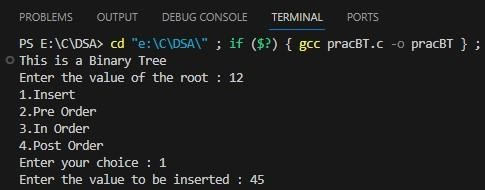 PROBLEMS OUTPUT DEBUG CONSOLE TERMINAL PORTS
PS E:\C\DSA> cd "e:\C\DSA\" ; if ($?) { gcc pracBT.c -o pracBT } ;
This is a Binary Tree
Enter the value of the root : 12
1.Insert
2.Pre Order
3.In Order
4.Post Order
Enter your choice : 1
Enter the value to be inserted : 45